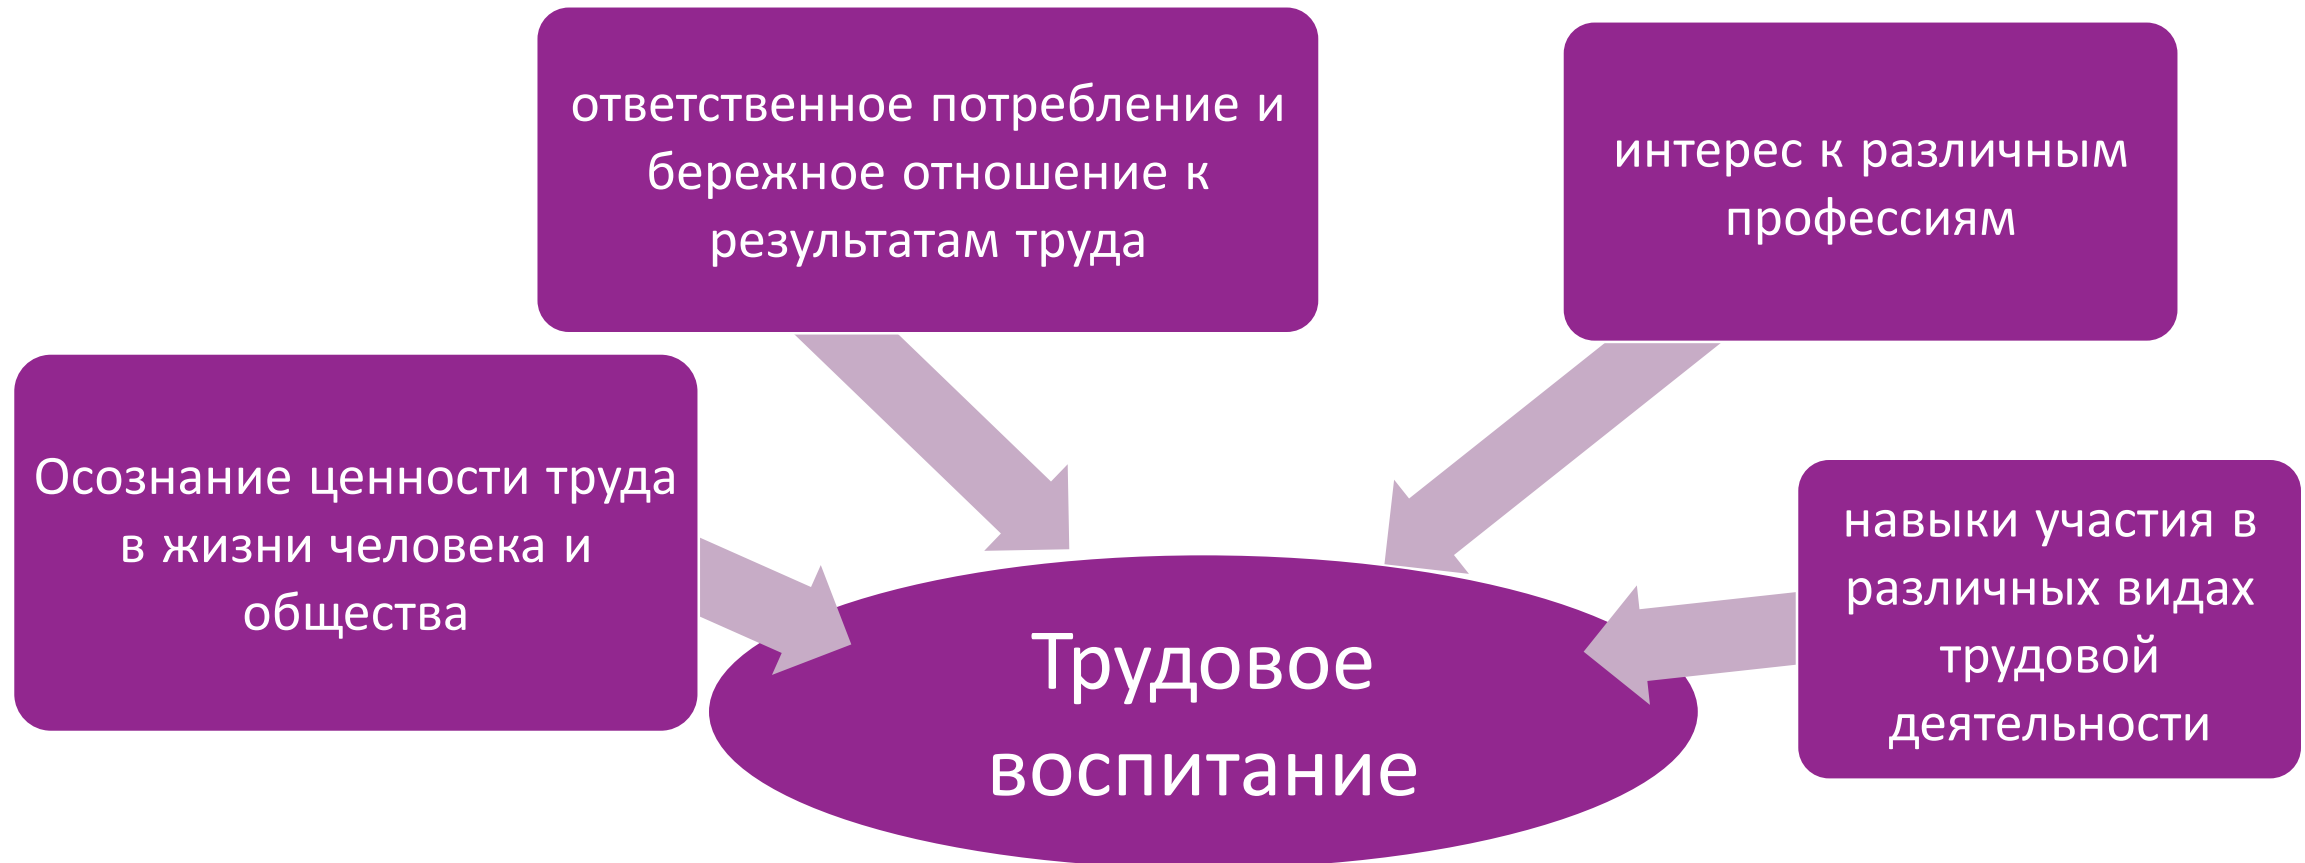 ответственное потребление и
бережное отношение к
результатам труда
интерес к различным
профессиям
Осознание ценности труда
в жизни человека и
общества
навыки участия в
различных видах
трудовой
деятельности
Трудовое
воспитание